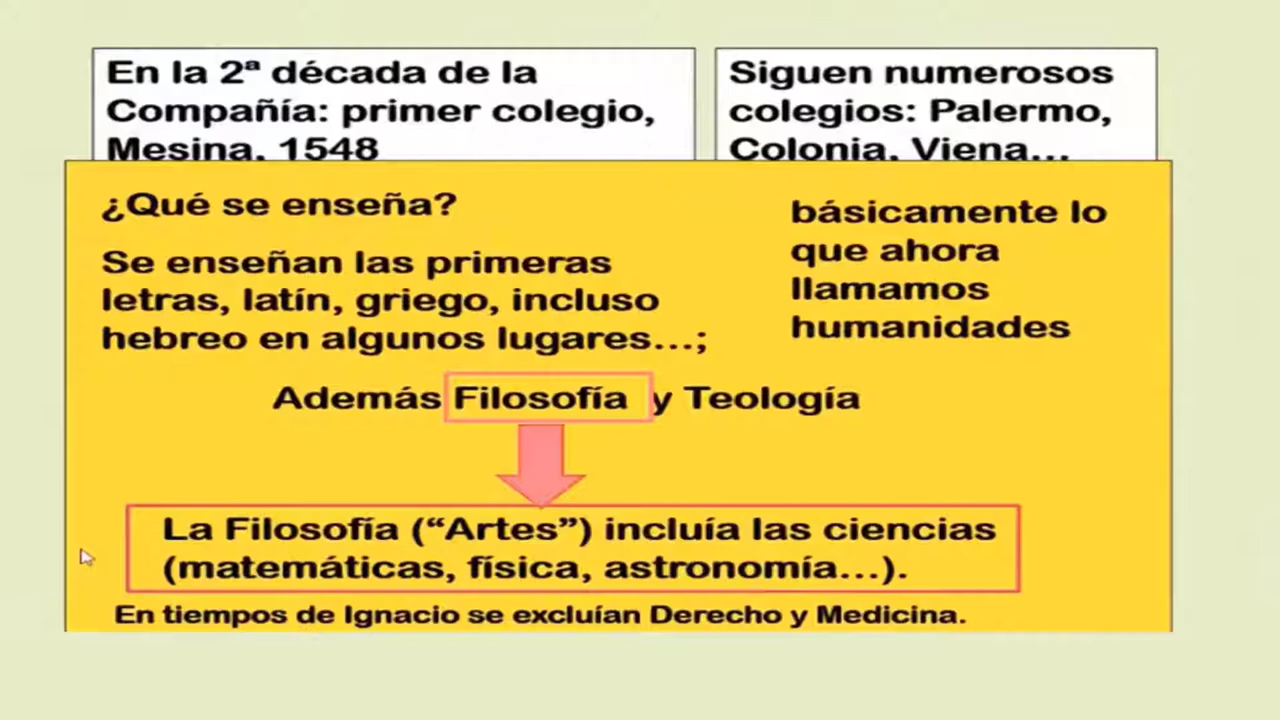 En la 2ª década de la
Compañía: primer colegio,
Mesina, 1548
Siguen numerosos
colegios: Palermo,
Colonia, Viena...
¿Qué se enseña?
Se enseñan las primeras
letras, latín, griego, incluso
hebreo en algunos lugares...;
básicamente lo
que ahora
llamamos
humanidades
Además Filosofía y Teología
La Filosofía (“Artes”) incluía las ciencias
(matemáticas, física, astronomía...).
En tiempos de Ignacio se excluían Derecho y Medicina.